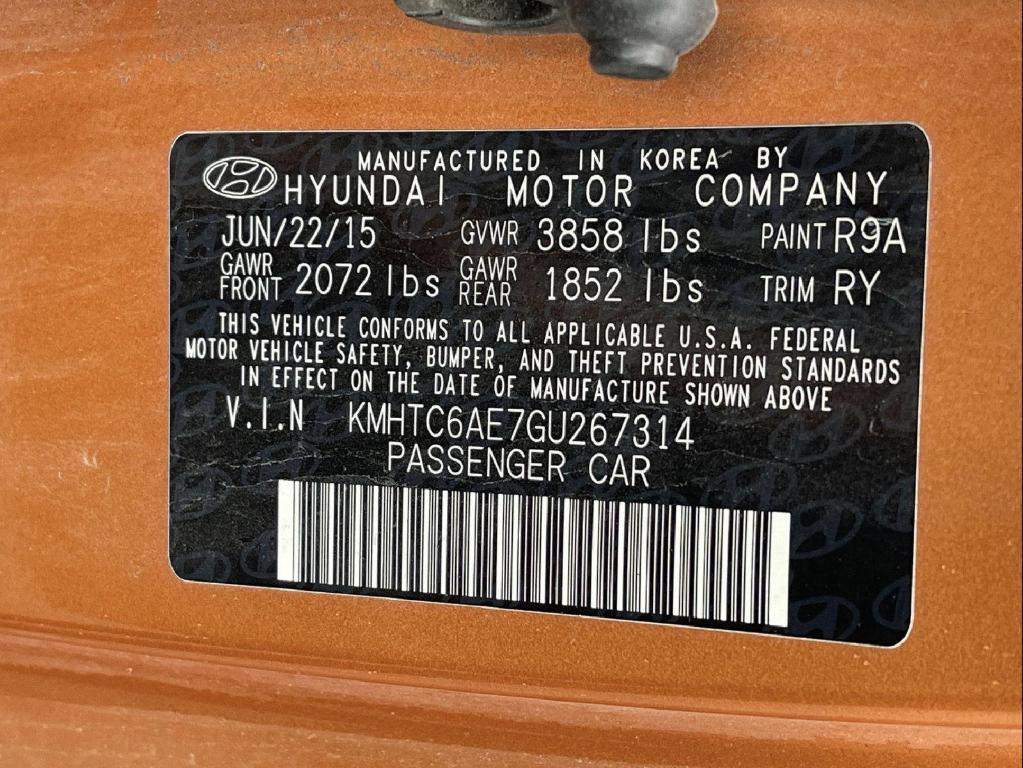 MANUFACTURED IN KOREA BY
HYUNDAI MOTOR COMPANY
JUN/22/15 GVWR 3858 lbs PAINT R9A
GAWR FRONT 2072 lbs GAWR REAR 1852 lbs TRIM RY
THIS VEHICLE CONFORMS TO ALL APPLICABLE U.S.A. FEDERAL
MOTOR VEHICLE SAFETY, BUMPER, AND THEFT PREVENTION STANDARDS
IN EFFECT ON THE DATE OF MANUFACTURE SHOWN ABOVE
V.I.N KMHTC6AE7GU267314
PASSENGER CAR